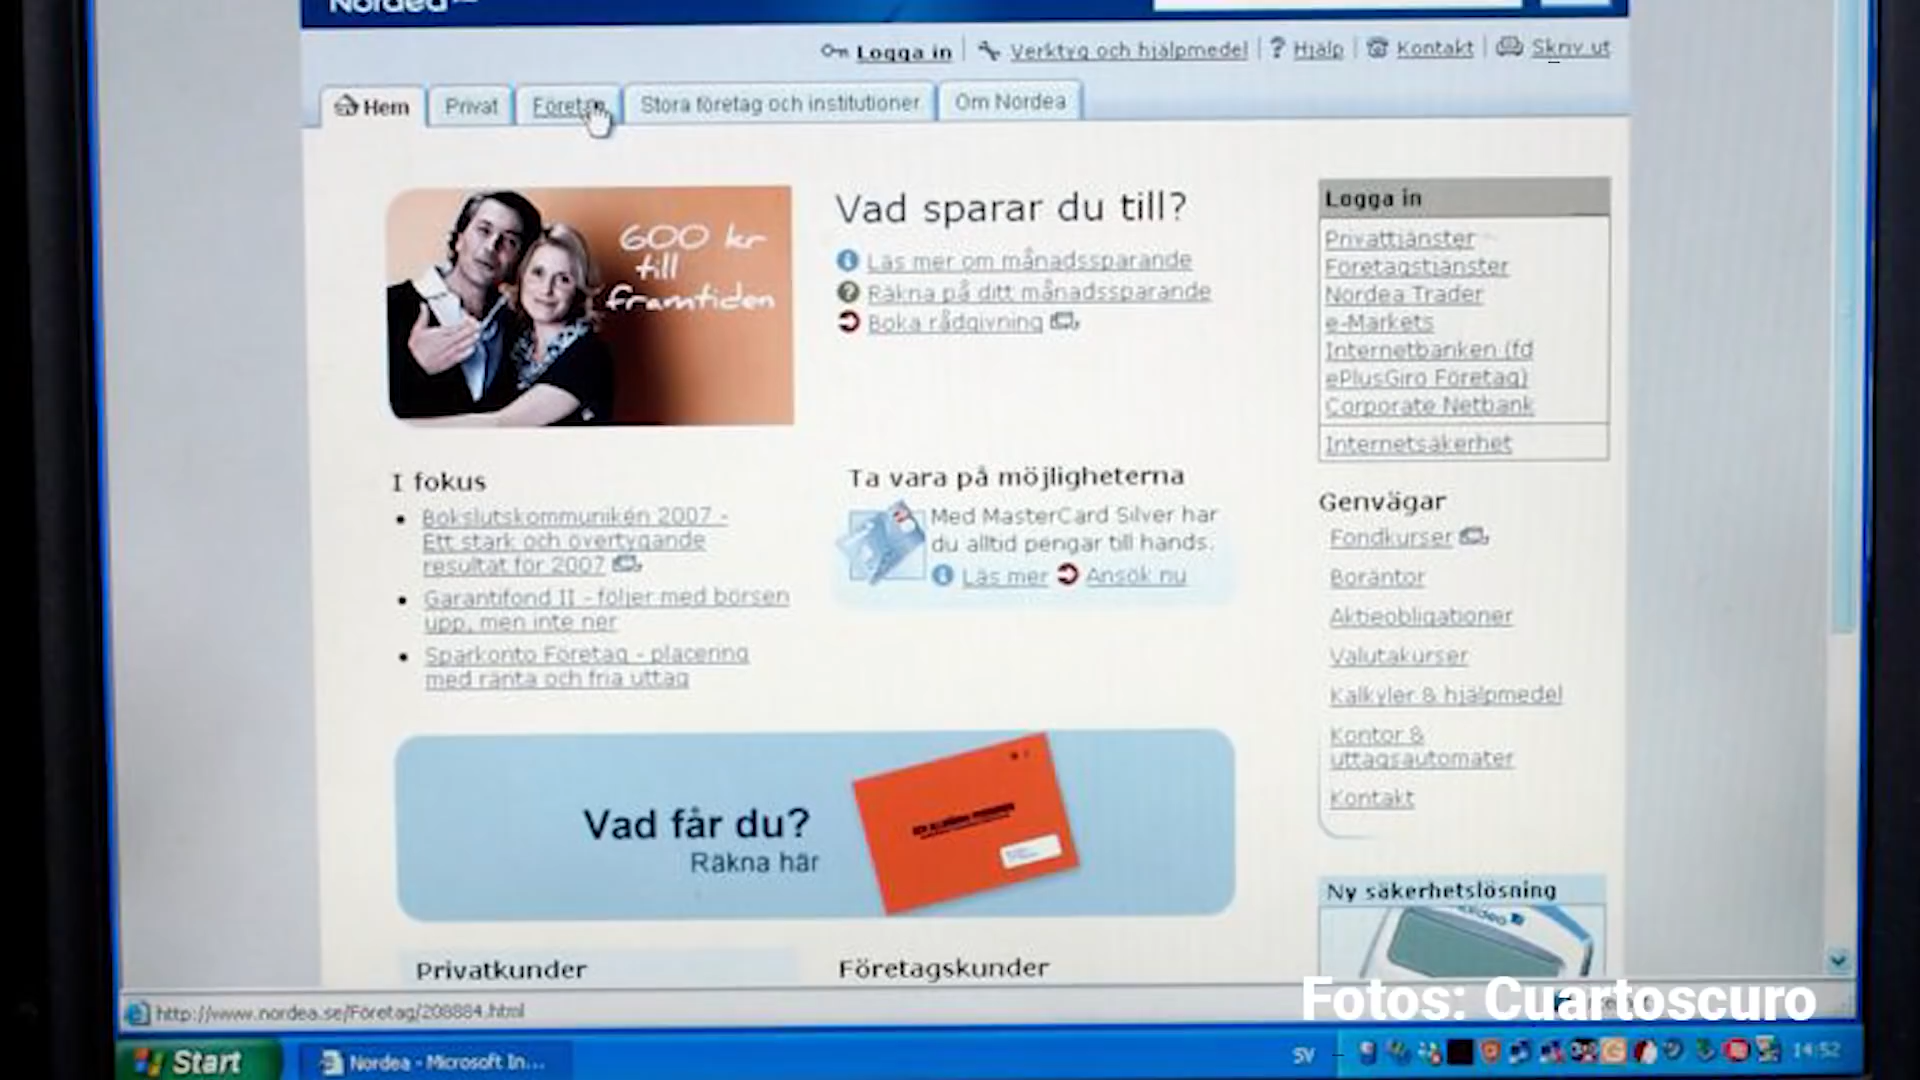 Nordea
Logga in
Verktyg och hjälpmedel
Hjälp
Kontakt
Skriv ut
Hem
Privat
Företag
Stora företag och institutioner
Om Nordea
600 kr
till
framtiden
Vad sparar du till?
Läs mer om månadssparande
Räkna på ditt månadssparande
Boka rådgivning
Logga in
Privattjänster
Företagstjänster
Nordea Trader
e-Markets
Internetbanken (fd
ePlusGiro Företag)
Corporate Netbank
Internetsäkerhet
I fokus
Bokslutskommunikén 2007 -
Ett stark och övertygande
resultat för 2007
Garantifond II - följer med börsen
upp, men inte ner
Sparkonto Företag - placering
med ränta och fria uttag
Ta vara på möjligheterna
Med MasterCard Silver har
du alltid pengar till hands.
Läs mer
Ansök nu
Genvägar
Fondkurser
Boräntor
Aktieobligationer
Valutakurser
Kalkyler & hjälpmedel
Kontor &
uttagsautomater
Kontakt
Vad får du?
Räkna här
Ny säkerhetslösning
Nordea
Privatkunder
Företagskunder
http://www.nordea.se/Företag/208884.html
Fotos: Cuartoscuro
Start
Nordea - Microsoft In...
SV
14:52